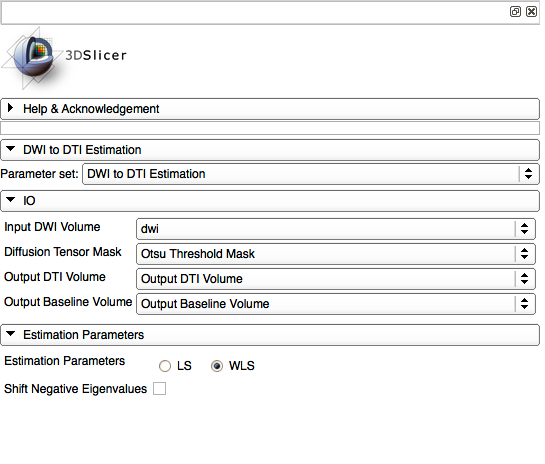 3DSlicer
Help & Acknowledgement
DWI to DTI Estimation
Parameter set: DWI to DTI Estimation
IO
Input DWI Volume dwi
Diffusion Tensor Mask Otsu Threshold Mask
Output DTI Volume Output DTI Volume
Output Baseline Volume Output Baseline Volume
Estimation Parameters
Estimation Parameters LS WLS
Shift Negative Eigenvalues